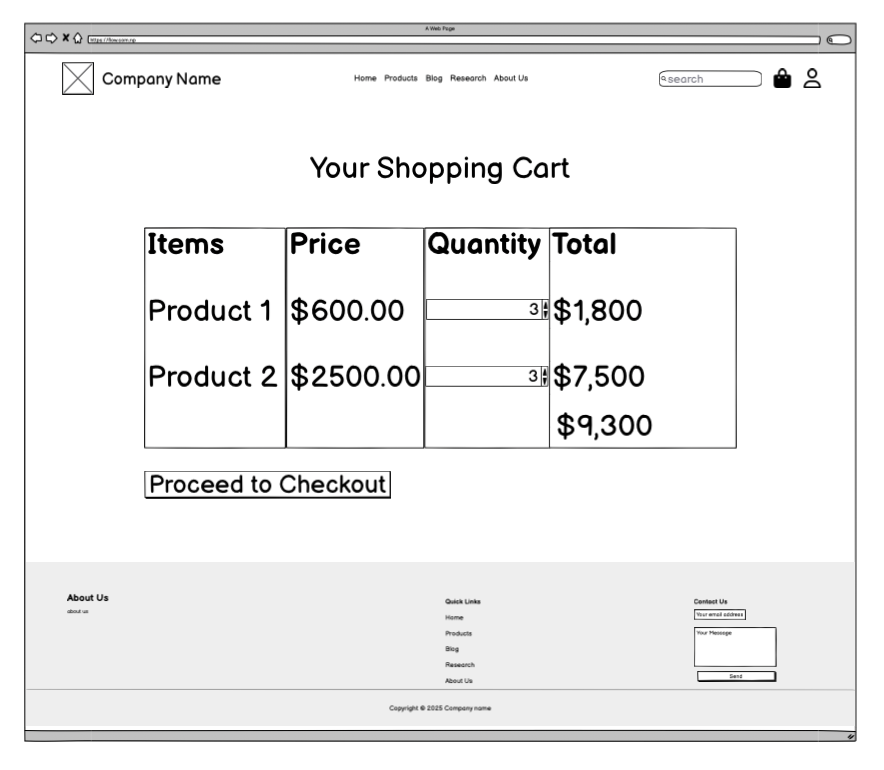 A Web Page
https://flow.com.np
Company Name
Home Products Blog Research About Us
search
Your Shopping Cart
Items Price Quantity Total
Product 1 $600.00 3 $1,800
Product 2 $2500.00 3 $7,500
$9,300
Proceed to Checkout
About Us
about us
Quick Links
Home
Products
Blog
Research
About Us
Contact Us
Your email address
Your Message
Send
Copyright © 2025 Company name